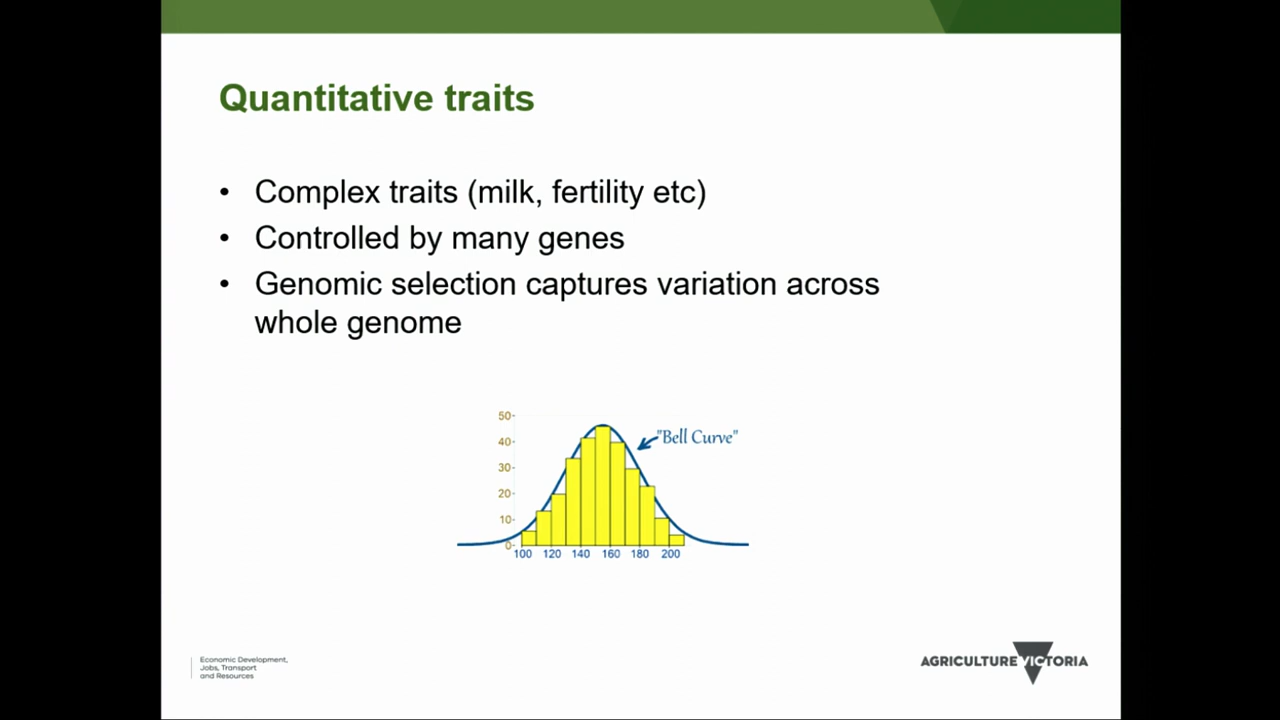 Quantitative traits
• Complex traits (milk, fertility etc)
• Controlled by many genes
• Genomic selection captures variation across
whole genome
50
"Bell Curve"
40
30
20
10
0
100 120 140 160 180 200
Economic Development,
Jobs, Transport
and Resources
AGRICULTURE VICTORIA